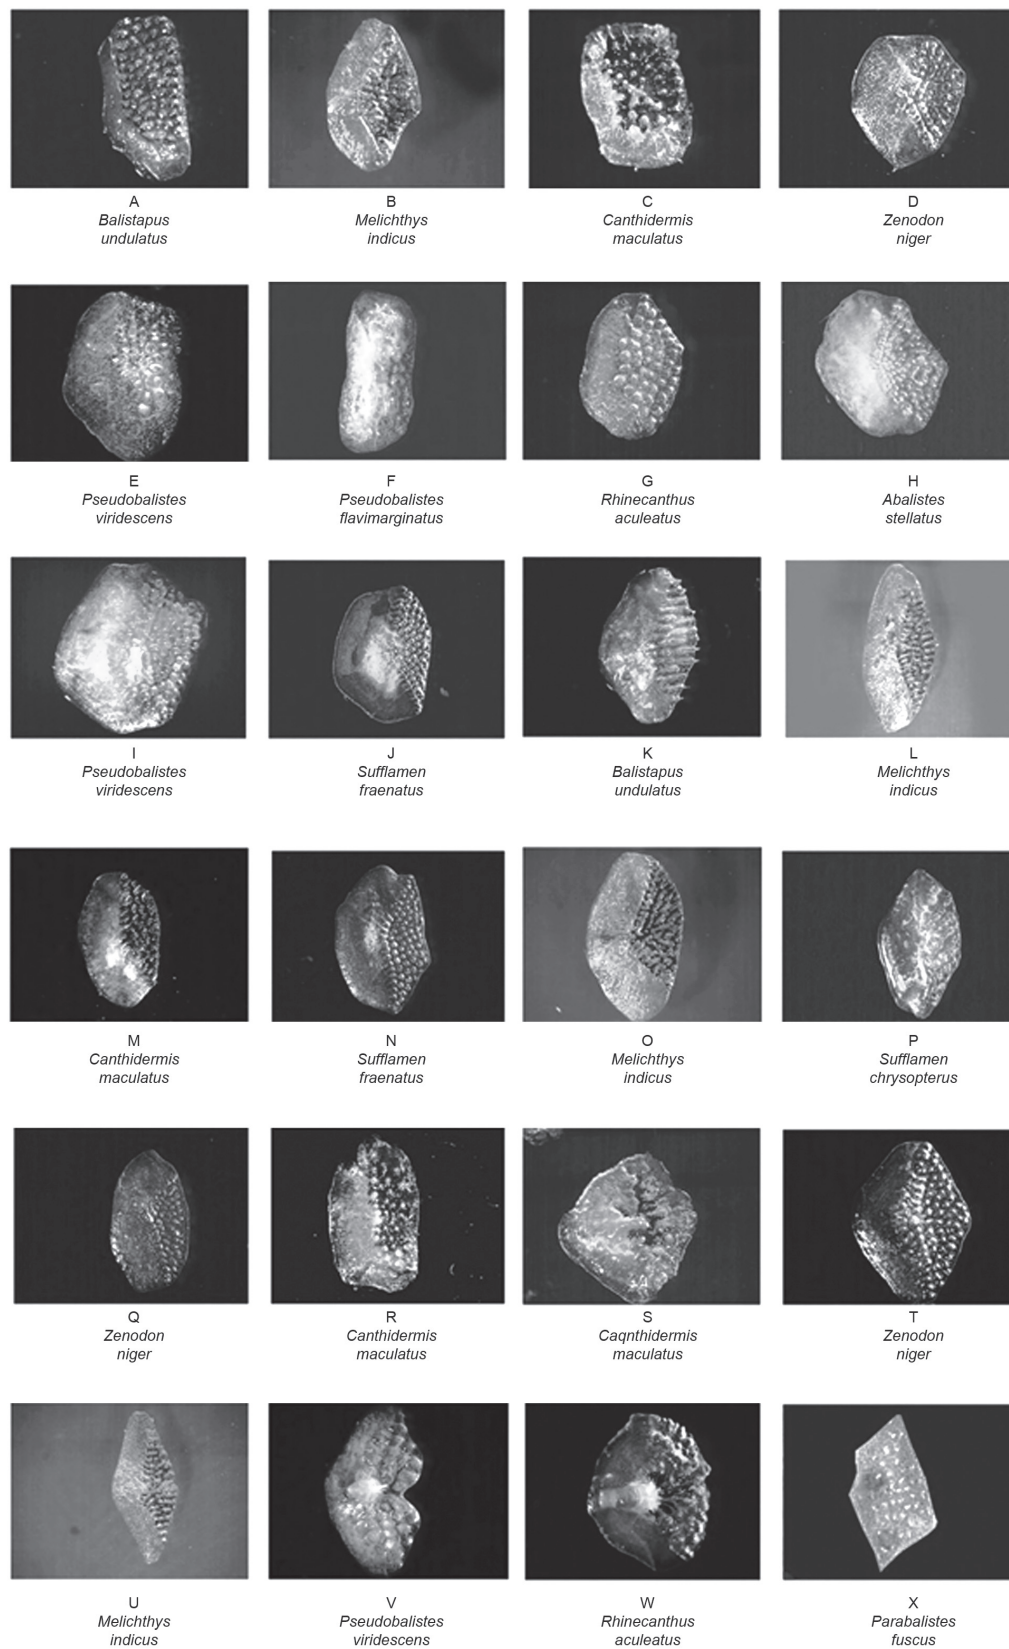 A
Balistapus
undulatus
B
Melichthys
indicus
C
Canthidermis
maculatus
D
Zenodon
niger
E
Pseudobalistes
viridescens
F
Pseudobalistes
flavimarginatus
G
Rhinecanthus
aculeatus
H
Abalistes
stellatus
I
Pseudobalistes
viridescens
J
Sufflamen
fraenatus
K
Balistapus
undulatus
L
Melichthys
indicus
M
Canthidermis
maculatus
N
Sufflamen
fraenatus
O
Melichthys
indicus
P
Sufflamen
chrysopterus
Q
Zenodon
niger
R
Canthidermis
maculatus
S
Caqnthidermis
maculatus
T
Zenodon
niger
U
Melichthys
indicus
V
Pseudobalistes
viridescens
W
Rhinecanthus
aculeatus
X
Parabalistes
fuscus